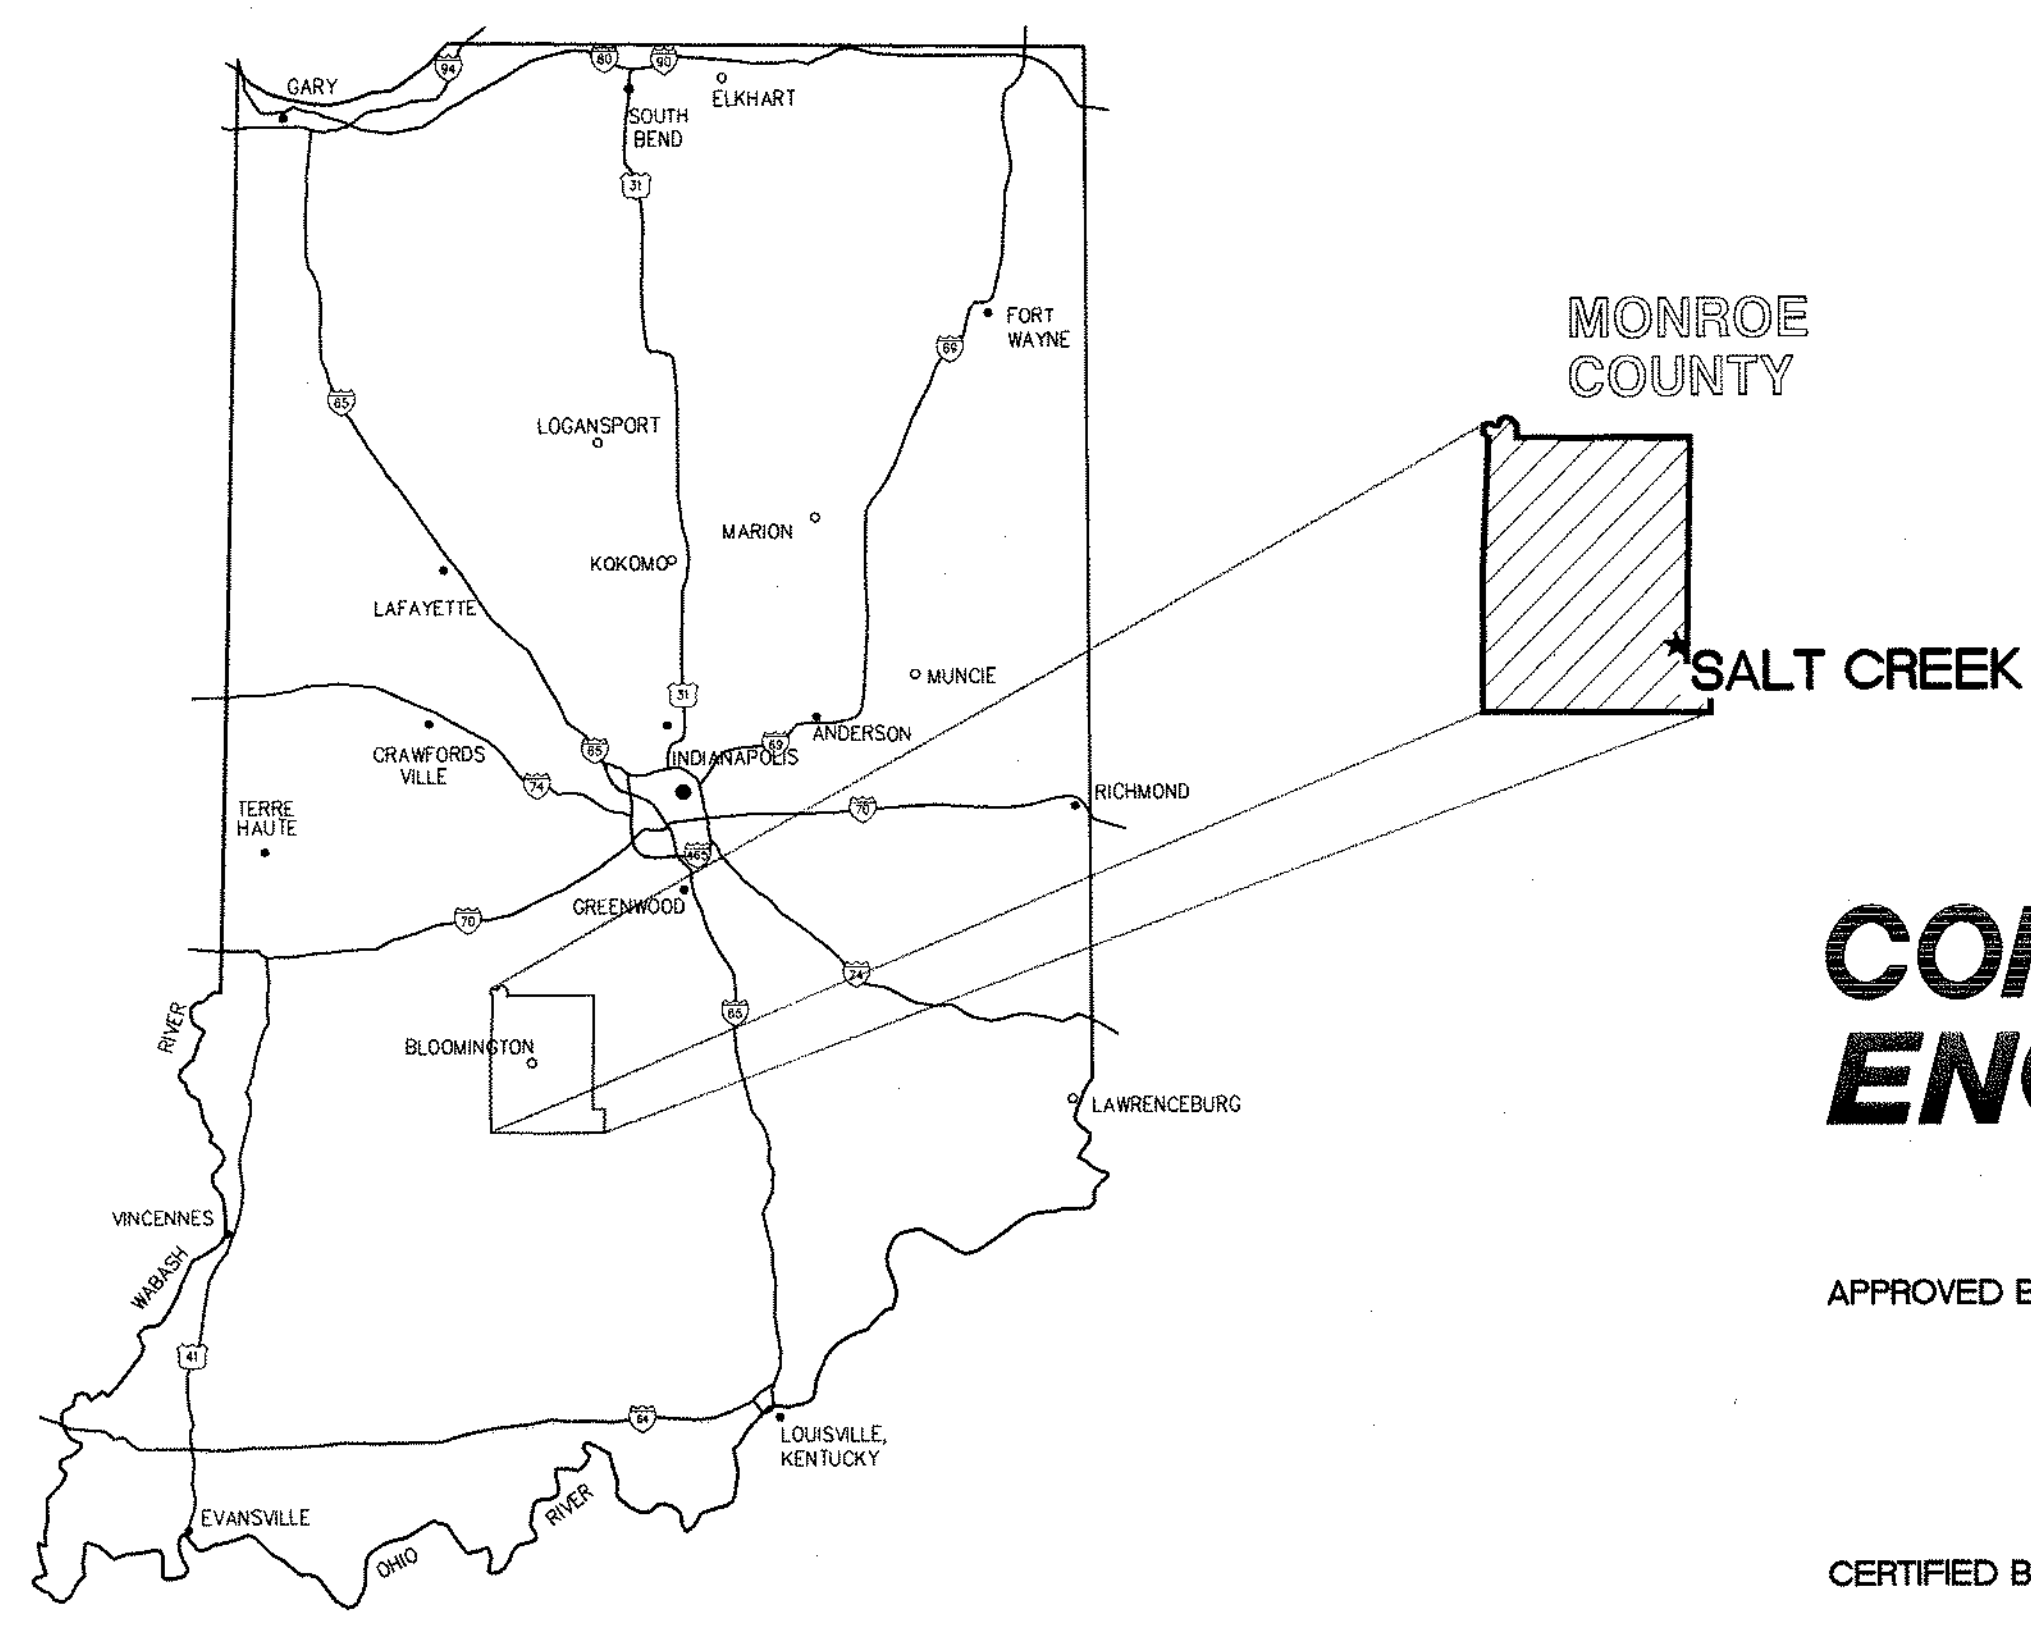 94
80
90
GARY
ELKHART
SOUTH
BEND
31
FORT
WAYNE
69
MONROE
COUNTY
65
LOGANSPORT
MARION
KOKOMO
LAFAYETTE
MUNCIE
SALT CREEK
31
ANDERSON
69
65
INDIANAPOLIS
CRAWFORDS
VILLE
74
RICHMOND
70
TERRE
HAUTE
465
GREENWOOD
70
74
65
RIVER
BLOOMINGTON
LAWRENCEBURG
VINCENNES
WABASH
41
APPROVED B
64
LOUISVILLE,
KENTUCKY
EVANSVILLE
RIVER
OHIO
CERTIFIED B